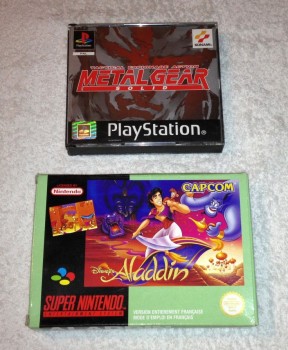 PlayStation
KONAMI
TACTICAL ESPIONAGE ACTION
METAL GEAR
SOLID
PlayStation
Nintendo
CAPCOM
Disney's
Aladdin
SUPER NINTENDO
ENTERTAINMENT SYSTEM
VERSION ENTIEREMENT FRANÇAISE
MODE D'EMPLOI EN FRANÇAIS